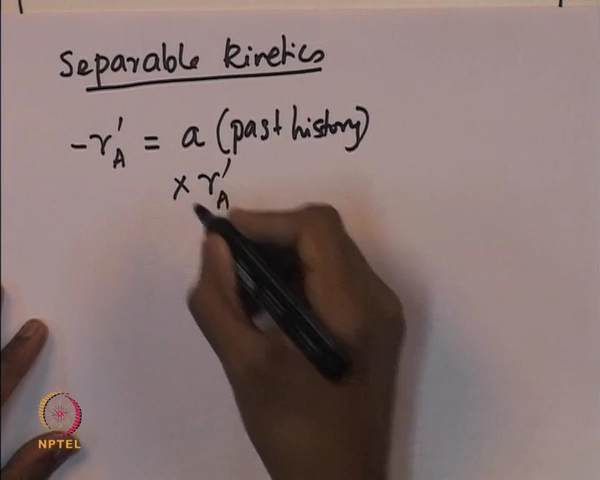 Separable Kinetics
-r'A = a (past history)
× r'A
NPTEL